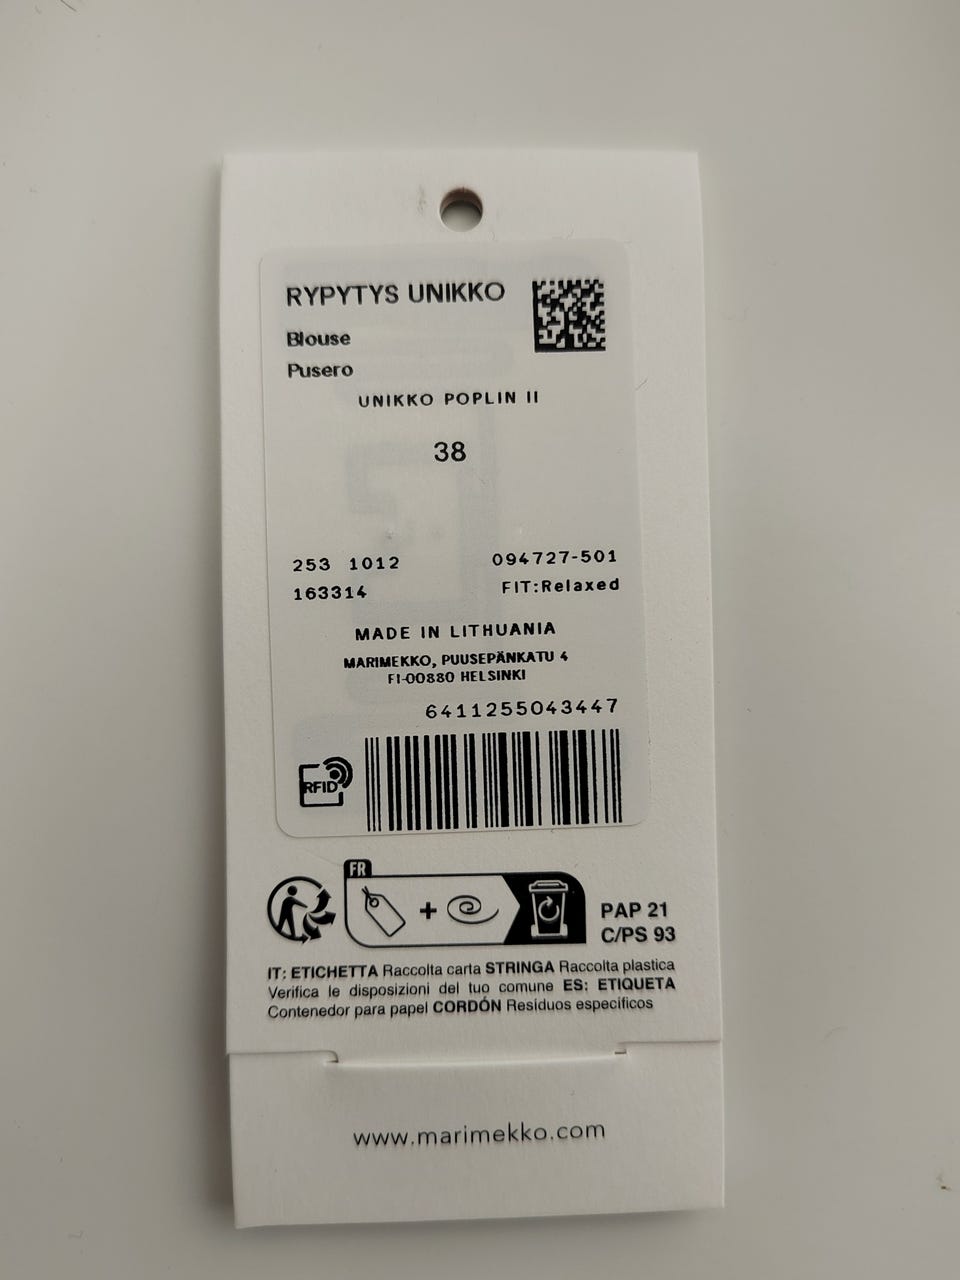 RYPYTYS UNIKKO
Blouse
Pusero
UNIKKO POPLIN II
38
253 1012 094727-501
163314 FIT:Relaxed
MADE IN LITHUANIA
MARIMEKKO, PUUSEPÄNKATU 4
FI-00880 HELSINKI
6411255043447
RFID
FR
PAP 21
C/PS 93
IT: ETICHETTA Raccolta carta STRINGA Raccolta plastica
Verifica le disposizioni del tuo comune ES: ETIQUETA
Contenedor para papel CORDÓN Residuos especificos
www.marimekko.com